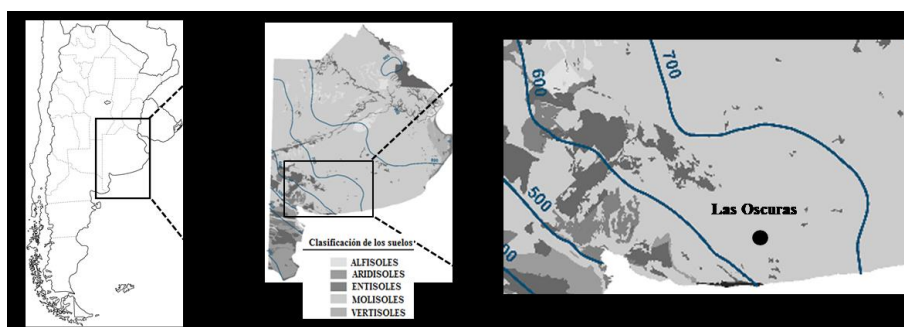 Clasificación de los suelos
ALFISOLES
ARIDISOLES
ENTISOLES
MOLISOLES
VERTISOLES
700
600
500
Las Oscuras